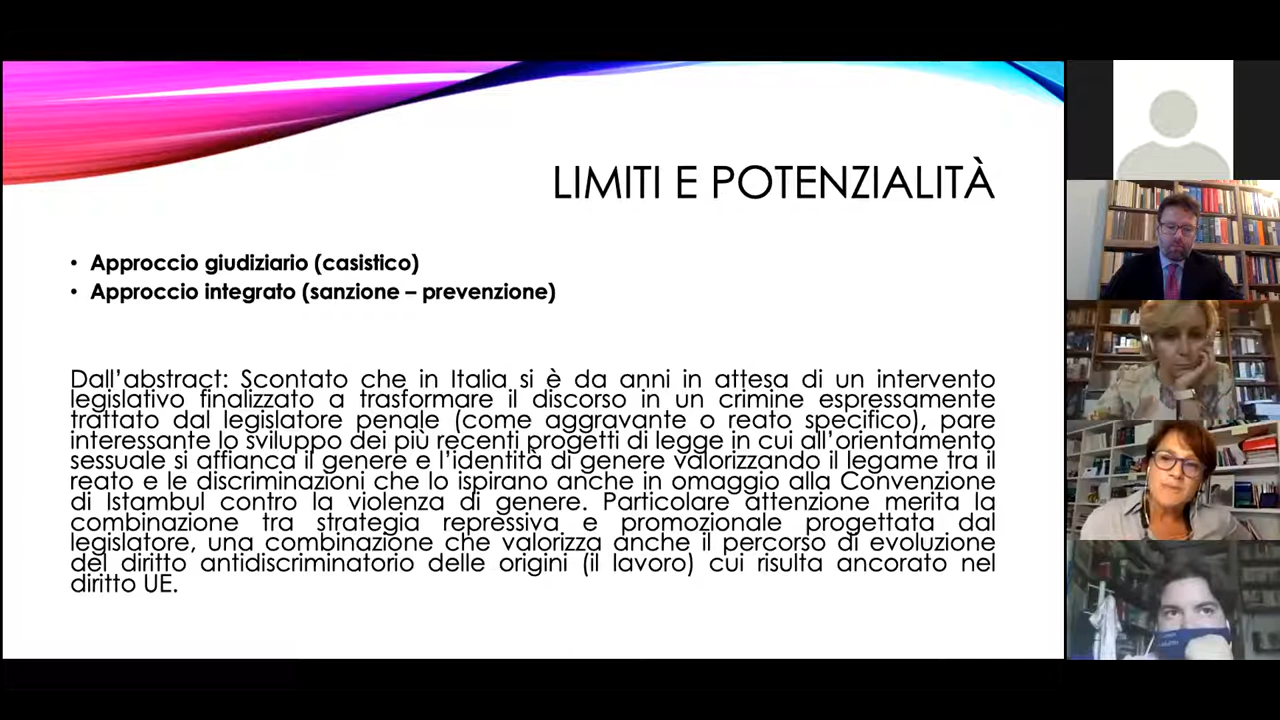 LIMITI E POTENZIALITÀ
• Approccio giudiziario (casistico)
• Approccio integrato (sanzione – prevenzione)
Dall'abstract: Scontato che in Italia si è da anni in attesa di un intervento
legislativo finalizzato a trasformare il discorso in un crimine espressamente
trattato dal legislatore penale (come aggravante o reato specifico), pare
interessante lo sviluppo dei più recenti progetti di legge in cui all'orientamento
sessuale si affianca il genere e l'identità di genere valorizzando il legame tra il
reato e le discriminazioni che lo ispirano anche in omaggio alla Convenzione
di Istambul contro la violenza di genere. Particolare attenzione merita la
combinazione tra strategia repressiva e promozionale progettata dal
legislatore, una combinazione che valorizza anche il percorso di evoluzione
del diritto antidiscriminatorio delle origini (il lavoro) cui risulta ancorato nel
diritto UE.